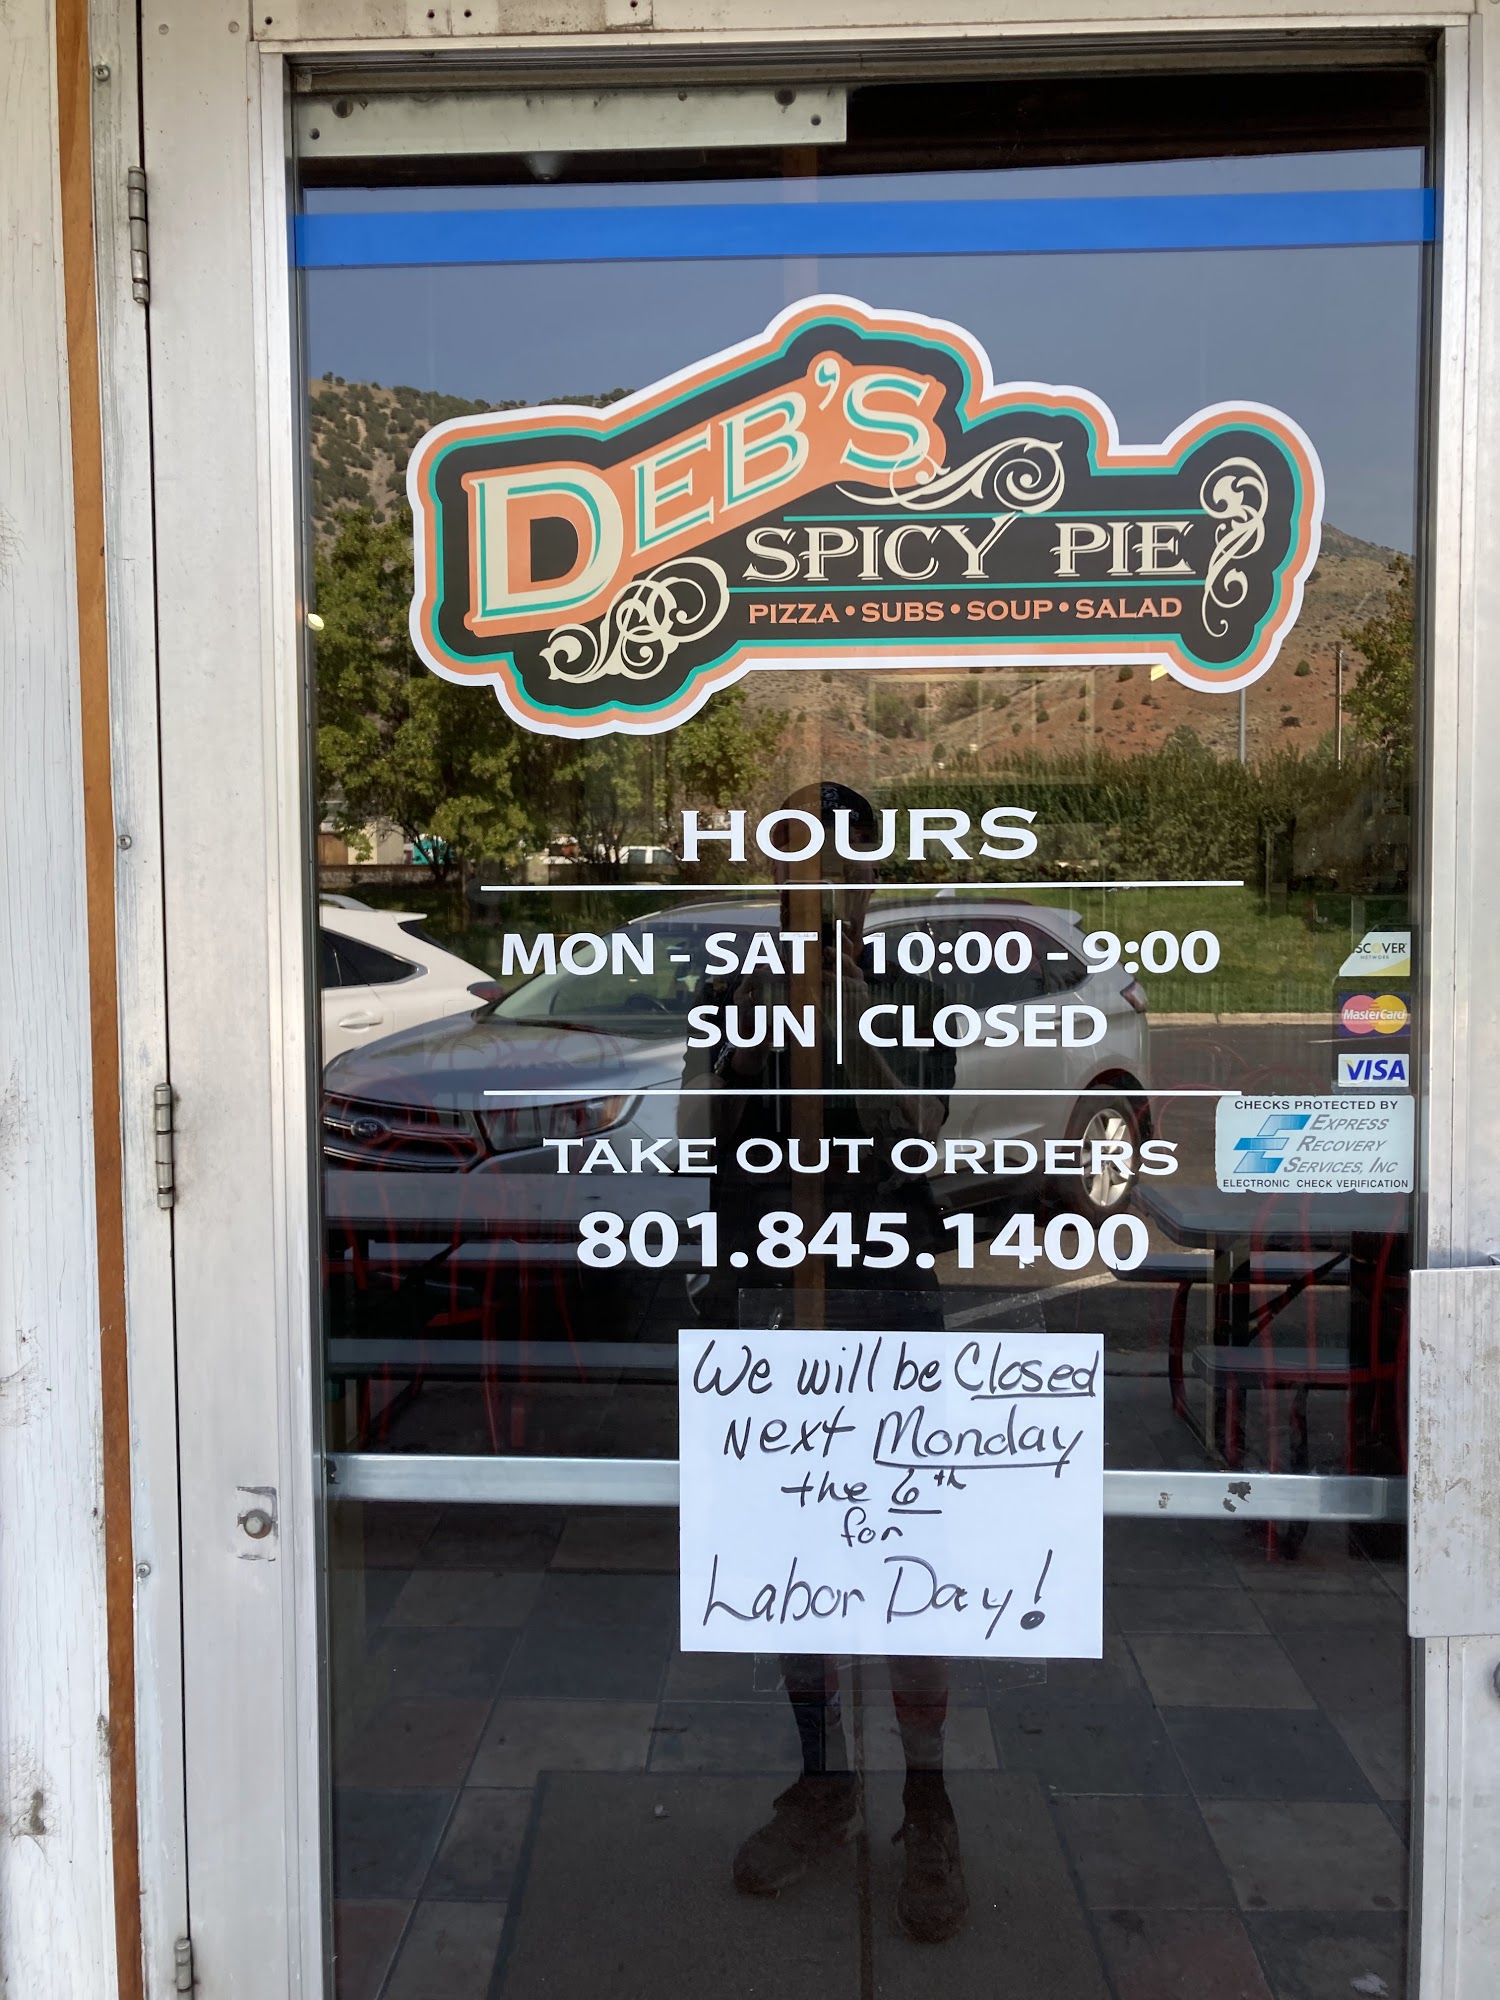 DEB'S
SPICY PIE
PIZZA • SUBS • SOUP • SALAD
HOURS
MON - SAT 10:00 - 9:00
SUN CLOSED
TAKE OUT ORDERS
801.845.1400
SCOVER
NETWORK
MasterCard
VISA
CHECKS PROTECTED BY
EXPRESS
RECOVERY
SERVICES, INC
ELECTRONIC CHECK VERIFICATION
We will be Closed
Next Monday
the 6th
for
Labor Day!